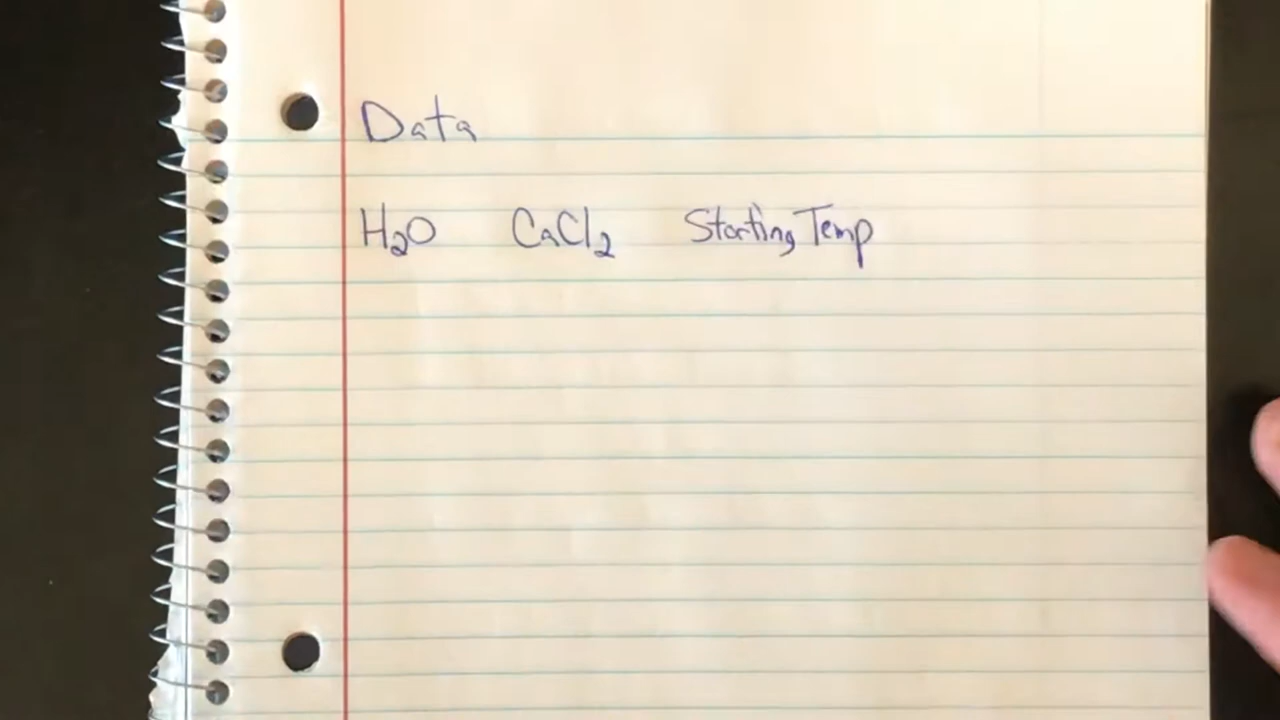 Data
H₂O CaCl₂ Starting Temp